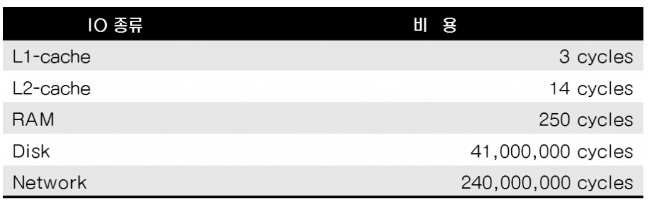 IO 종류 비 용
L1-cache 3 cycles
L2-cache 14 cycles
RAM 250 cycles
Disk 41,000,000 cycles
Network 240,000,000 cycles